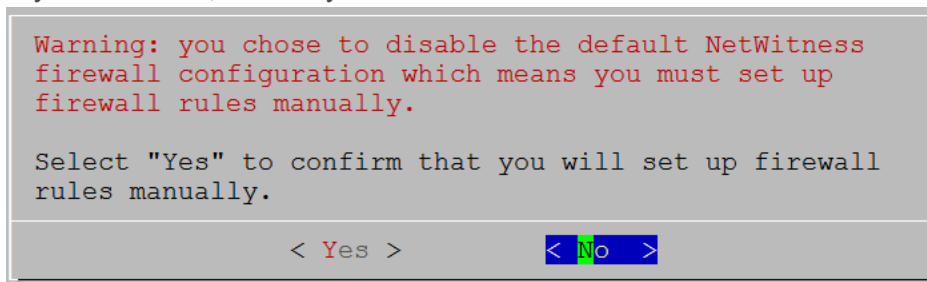 Warning: you chose to disable the default NetWitness
firewall configuration which means you must set up
firewall rules manually.
Select "Yes" to confirm that you will set up firewall
rules manually.
< Yes > < No >